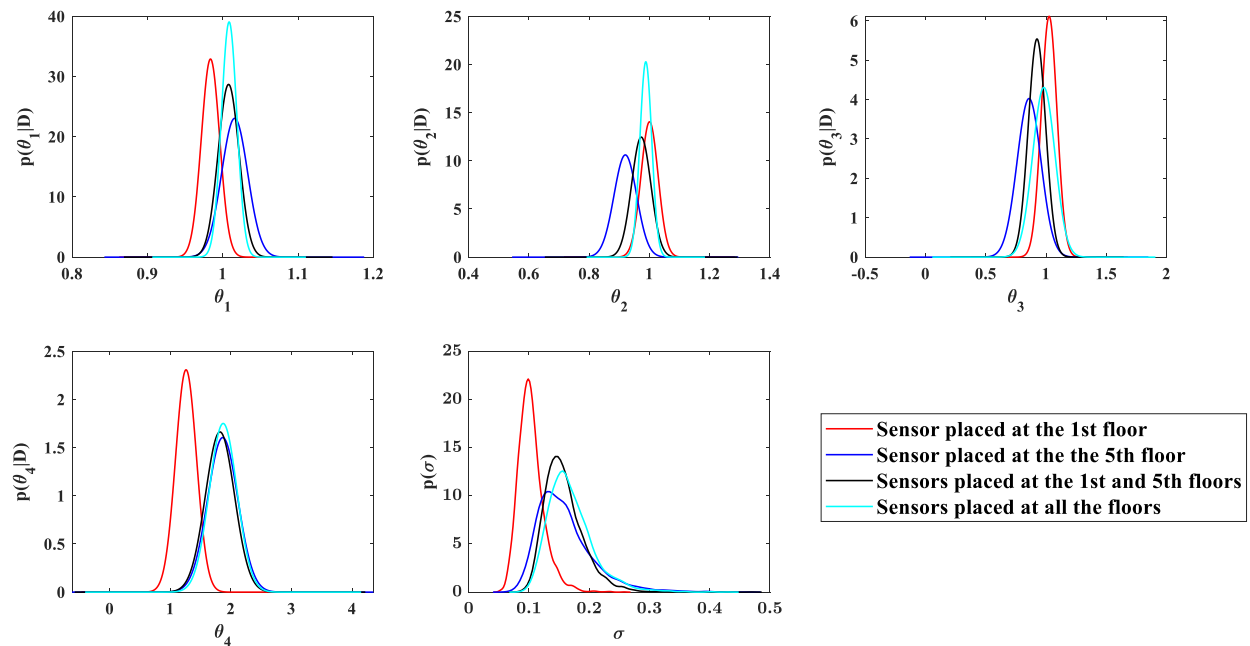 40
30
20
10
0
0.8 0.9 1 1.1 1.2
p(θ1|D)
θ1
25
20
15
10
5
0
0.4 0.6 0.8 1 1.2 1.4
p(θ2|D)
θ2
6
5
4
3
2
1
0
-0.5 0 0.5 1 1.5 2
p(θ3|D)
θ3
2.5
2
1.5
1
0.5
0
0 1 2 3 4
p(θ4|D)
θ4
25
20
15
10
5
0
0 0.1 0.2 0.3 0.4 0.5
p(σ)
σ
Sensor placed at the 1st floor
Sensor placed at the the 5th floor
Sensors placed at the 1st and 5th floors
Sensors placed at all the floors